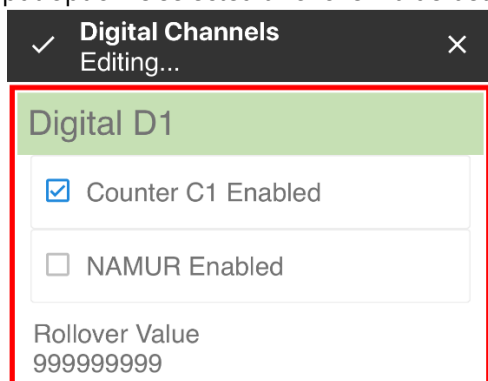 Digital Channels
Editing...
Digital D1
Counter C1 Enabled
NAMUR Enabled
Rollover Value
999999999